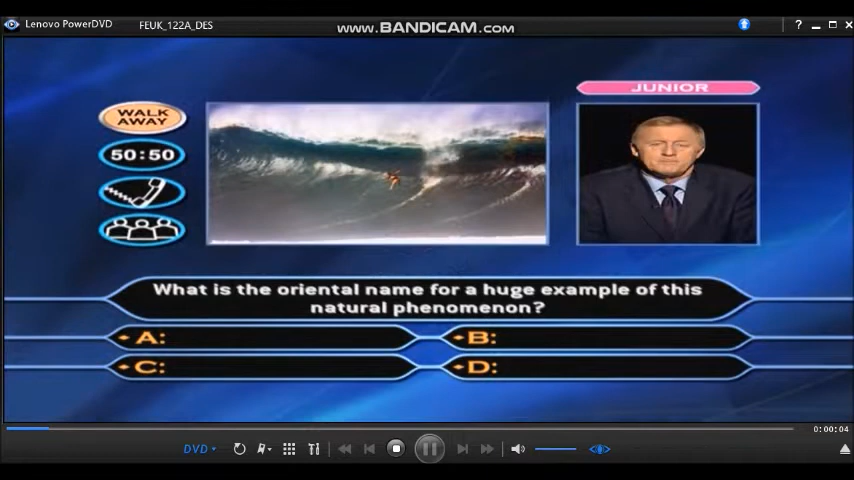 Lenovo PowerDVD
FEUK_122A_DES
www.BANDICAM.com
?
JUNIOR
WALK
AWAY
50:50
What is the oriental name for a huge example of this
natural phenomenon?
A:
B:
C:
D:
0:00:04
DVD